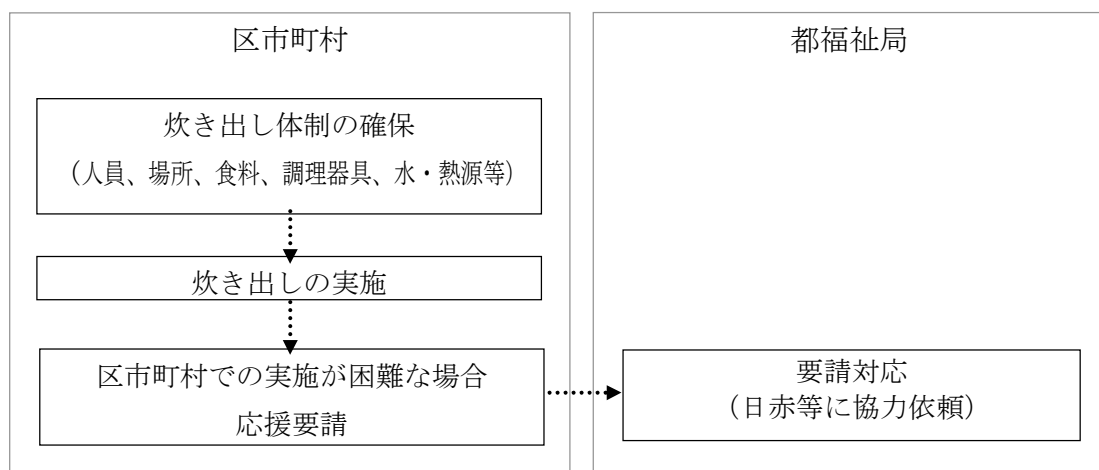 区市町村
炊き出し体制の確保
（人員、場所、食料、調理器具、水・熱源等）
炊き出しの実施
区市町村での実施が困難な場合
応援要請
都福祉局
要請対応
（日赤等に協力依頼）